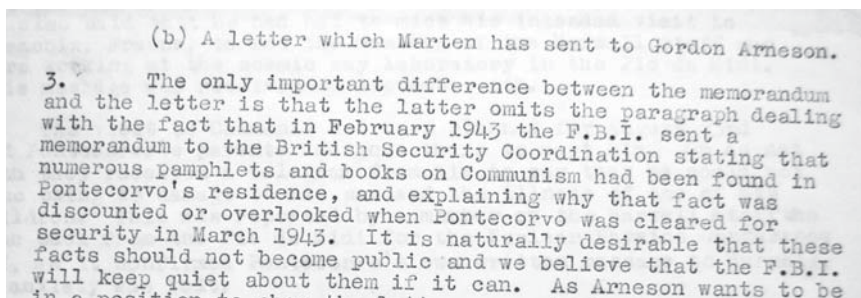 (b) A letter which Marten has sent to Gordon Arneson.
3. The only important difference between the memorandum
and the letter is that the latter omits the paragraph dealing
with the fact that in February 1943 the F.B.I. sent a
memorandum to the British Security Coordination stating that
numerous pamphlets and books on Communism had been found in
Pontecorvo's residence, and explaining why that fact was
discounted or overlooked when Pontecorvo was cleared for
security in March 1943. It is naturally desirable that these
facts should not become public and we believe that the F.B.I.
will keep quiet about them if it can. As Arneson wants to be
in a position to